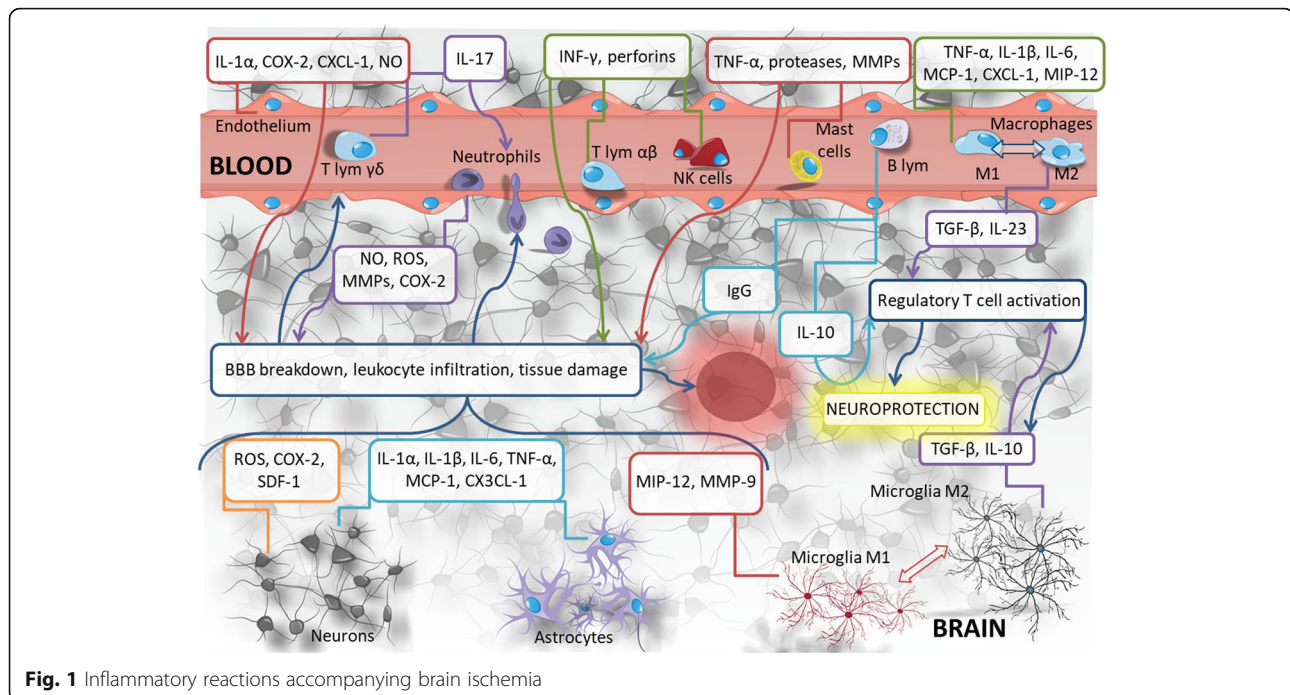 IL-1α, COX-2, CXCL-1, NO
IL-17
INF-γ, perforins
TNF-α, proteases, MMPs
TNF-α, IL-1β, IL-6,
MCP-1, CXCL-1, MIP-12
Endothelium
BLOOD
T lym γδ
Neutrophils
T lym αβ
NK cells
Mast
cells
B lym
Macrophages
M1
M2
TGF-β, IL-23
NO, ROS,
MMPs, COX-2
IgG
Regulatory T cell activation
IL-10
BBB breakdown, leukocyte infiltration, tissue damage
NEUROPROTECTION
TGF-β, IL-10
ROS, COX-2,
SDF-1
IL-1α, IL-1β, IL-6, TNF-α,
MCP-1, CX3CL-1
MIP-12, MMP-9
Microglia M2
Microglia M1
Neurons
Astrocytes
BRAIN
Fig. 1 Inflammatory reactions accompanying brain ischemia